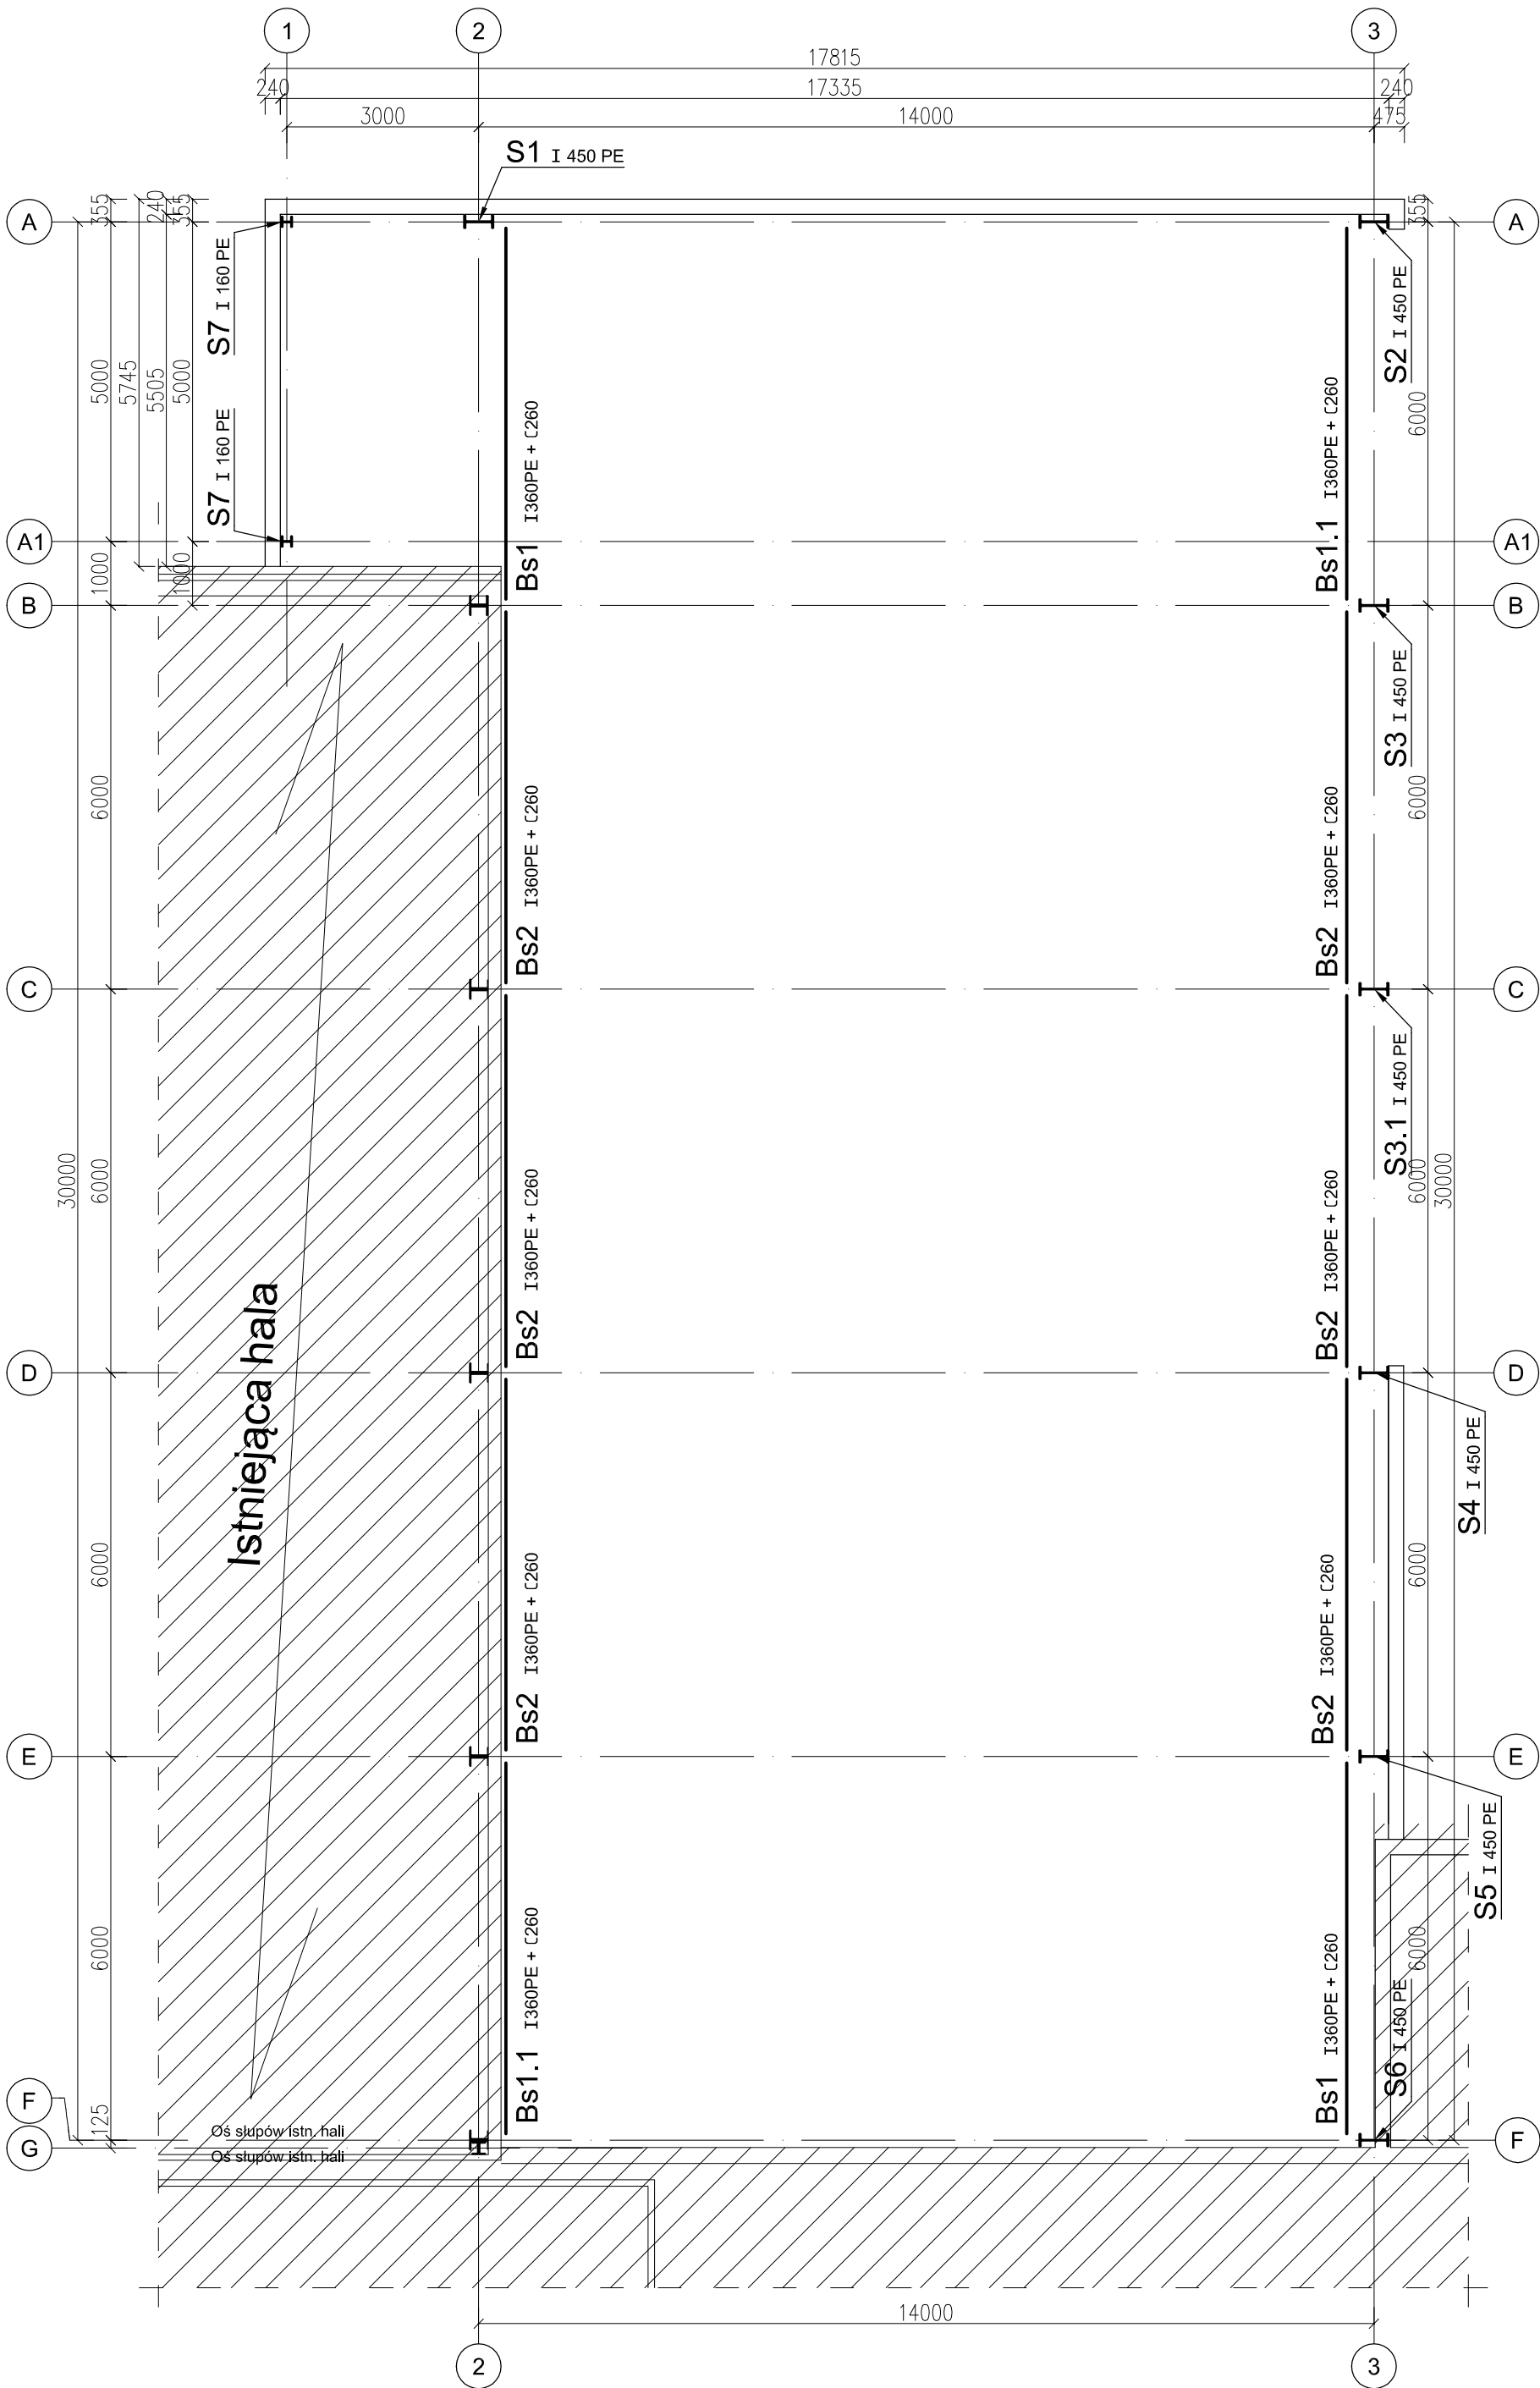 1
2
3
17815
240
17335
240
3000
14000
475
S1 I 450 PE
A
355
240
355
355
A
S7 I 160 PE
S2 I 450 PE
5000
5745
5505
5000
6000
S7 I 160 PE
Bs1 I360PE + C260
Bs1.1 I360PE + C260
A1
A1
1000
1000
B
B
S3 I 450 PE
6000
6000
Bs2 I360PE + C260
Bs2 I360PE + C260
C
C
S3.1 I 450 PE
30000
6000
6000
30000
Bs2 I360PE + C260
Bs2 I360PE + C260
Istniejąca hala
D
D
S4 I 450 PE
6000
6000
Bs2 I360PE + C260
Bs2 I360PE + C260
E
E
S5 I 450 PE
6000
6000
Bs1.1 I360PE + C260
Bs1 I360PE + C260
S6 I 450 PE
F
125
Oś słupów istn. hali
G
Oś słupów istn. hali
F
14000
2
3